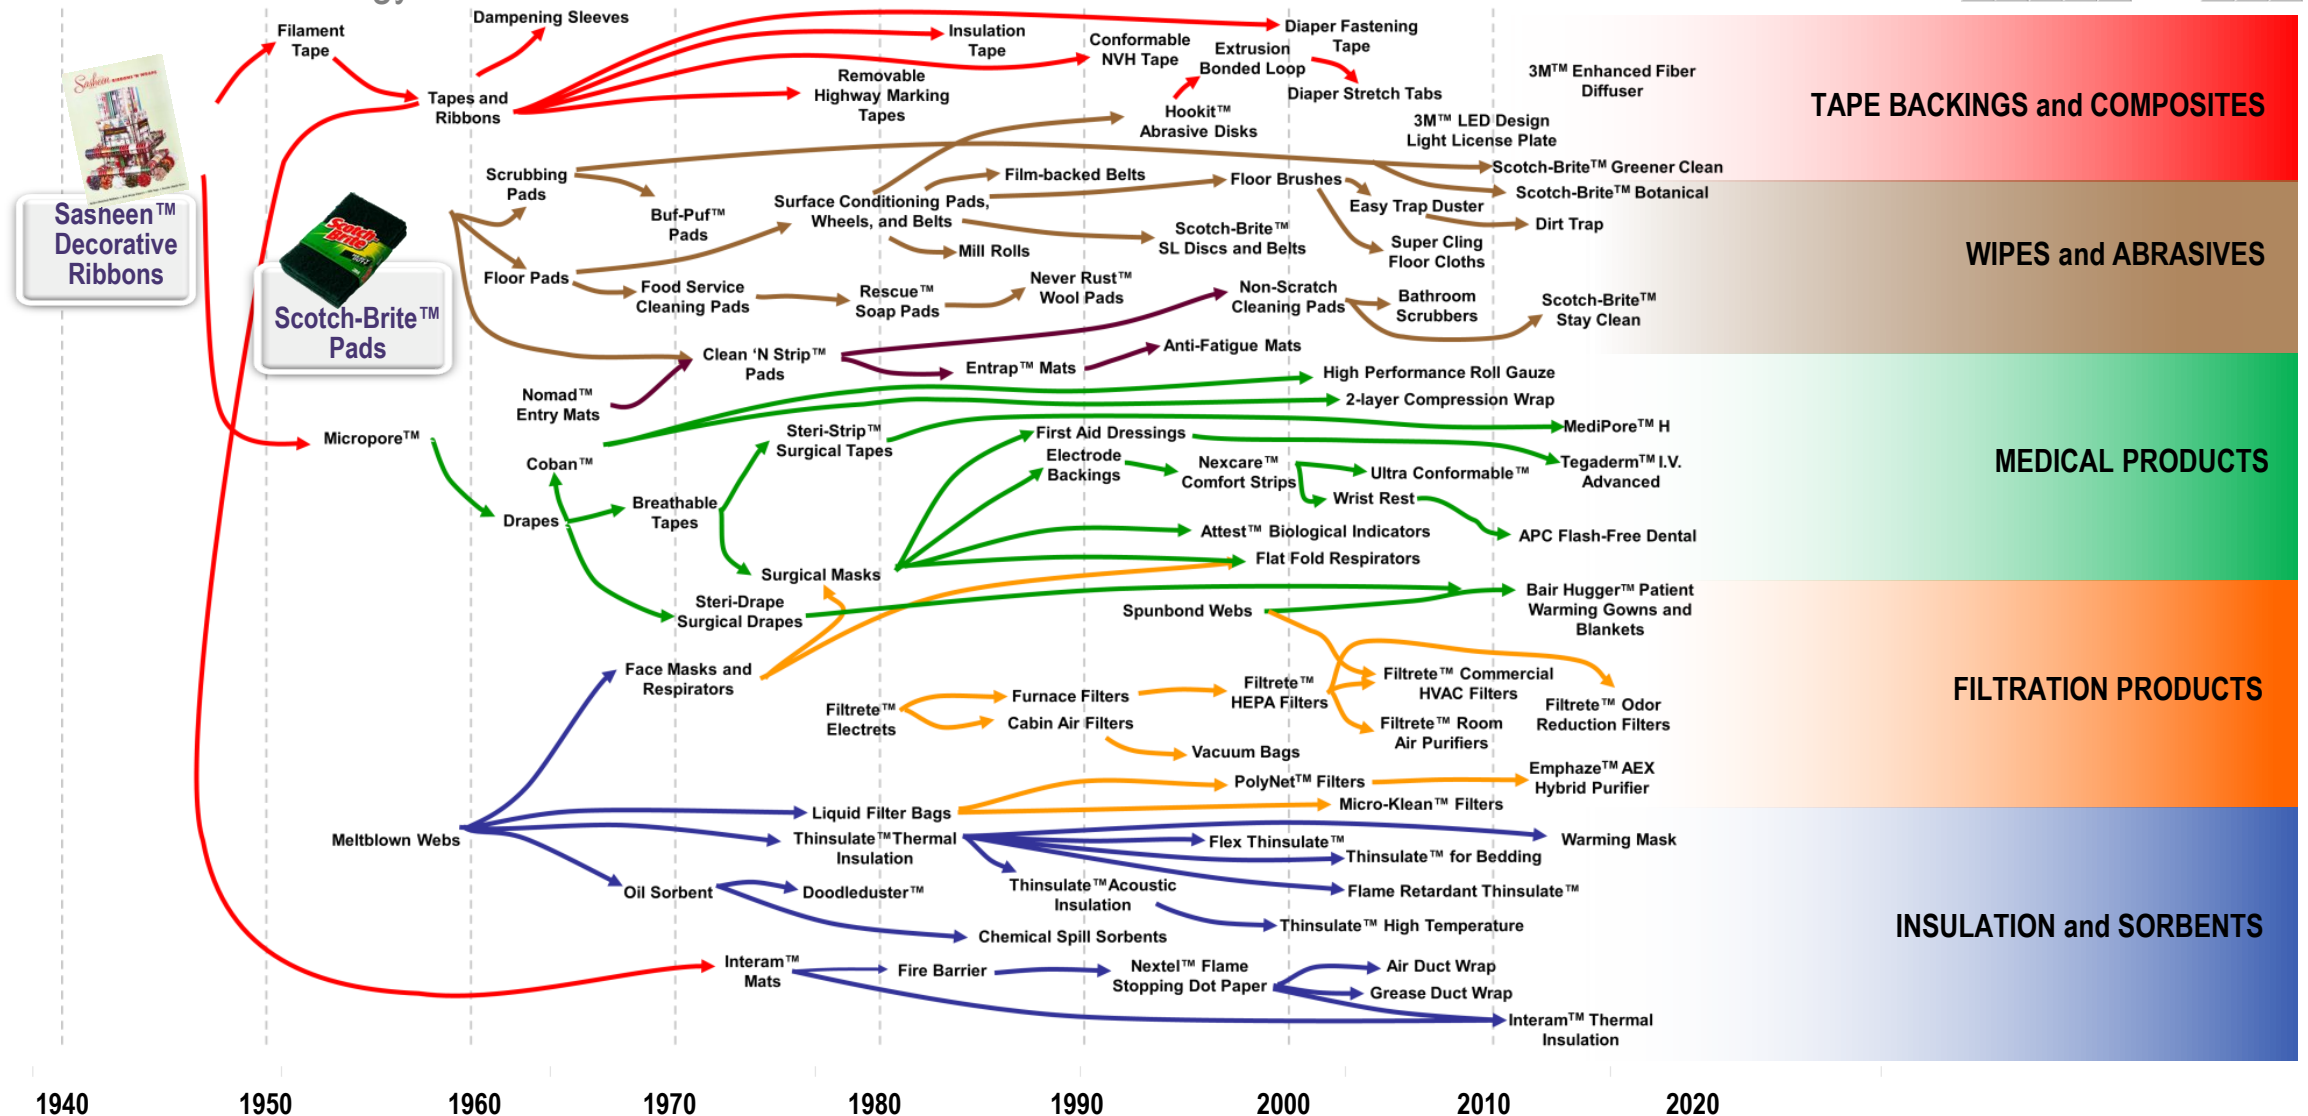 Dampening Sleeves
Filament
Tape
Insulation
Tape
Diaper Fastening
Tape
Conformable
NVH Tape
Extrusion
Bonded Loop
Removable
Highway Marking
Tapes
Tapes and
Ribbons
Diaper Stretch Tabs
Hookit™
Abrasive Disks
3M™ Enhanced Fiber
Diffuser
3M™ LED Design
Light License Plate
TAPE BACKINGS and COMPOSITES
Sasheen
Sasheen™
Decorative
Ribbons
Scotch-Brite™
Pads
Scotch
Brite
Scrubbing
Pads
Buf-Puf™
Pads
Surface Conditioning Pads,
Wheels, and Belts
Film-backed Belts
Floor Brushes
Scotch-Brite™ Greener Clean
Scotch-Brite™ Botanical
Easy Trap Duster
Dirt Trap
Scotch-Brite™
SL Discs and Belts
Super Cling
Floor Cloths
Mill Rolls
Floor Pads
Food Service
Cleaning Pads
Rescue™
Soap Pads
Never Rust™
Wool Pads
Non-Scratch
Cleaning Pads
Bathroom
Scrubbers
Scotch-Brite™
Stay Clean
WIPES and ABRASIVES
Clean ‘N Strip™
Pads
Entrap™ Mats
Anti-Fatigue Mats
Nomad™
Entry Mats
High Performance Roll Gauze
2-layer Compression Wrap
Micropore™
Steri-Strip™
Surgical Tapes
First Aid Dressings
MediPore™ H
Coban™
Electrode
Backings
Nexcare™
Comfort Strips
Ultra Conformable™
Tegaderm™ I.V.
Advanced
Wrist Rest
Drapes
Breathable
Tapes
Attest™ Biological Indicators
APC Flash-Free Dental
Flat Fold Respirators
Surgical Masks
MEDICAL PRODUCTS
Steri-Drape
Surgical Drapes
Spunbond Webs
Bair Hugger™ Patient
Warming Gowns and
Blankets
Face Masks and
Respirators
Filtrete™
Electrets
Furnace Filters
Cabin Air Filters
Filtrete™
HEPA Filters
Filtrete™ Commercial
HVAC Filters
Filtrete™ Room
Air Purifiers
Filtrete™ Odor
Reduction Filters
Vacuum Bags
PolyNet™ Filters
Emphaze™ AEX
Hybrid Purifier
Micro-Klean™ Filters
FILTRATION PRODUCTS
Meltblown Webs
Liquid Filter Bags
Thinsulate™Thermal
Insulation
Flex Thinsulate™
Warming Mask
Thinsulate™ for Bedding
Oil Sorbent
Doodleduster™
Thinsulate™Acoustic
Insulation
Flame Retardant Thinsulate™
Thinsulate™ High Temperature
Chemical Spill Sorbents
Interam™
Mats
Fire Barrier
Nextel™ Flame
Stopping Dot Paper
Air Duct Wrap
Grease Duct Wrap
Interam™ Thermal
Insulation
INSULATION and SORBENTS
1940 1950 1960 1970 1980 1990 2000 2010 2020